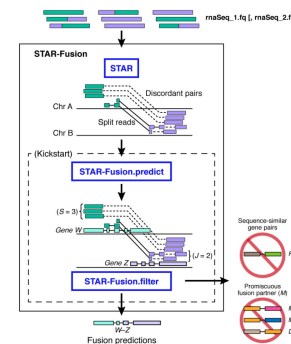 rnaSeq_1.fq [, rnaSeq_2.f
STAR-Fusion
STAR
Discordant pairs
Chr A
Split reads
Chr B
(Kickstart)
STAR-Fusion.predict
(S = 3)
Gene W
(J = 2)
Gene Z
STAR-Fusion.filter
W–Z
Fusion predictions
Sequence-similar
gene pairs
Promiscuous
fusion partner (M)